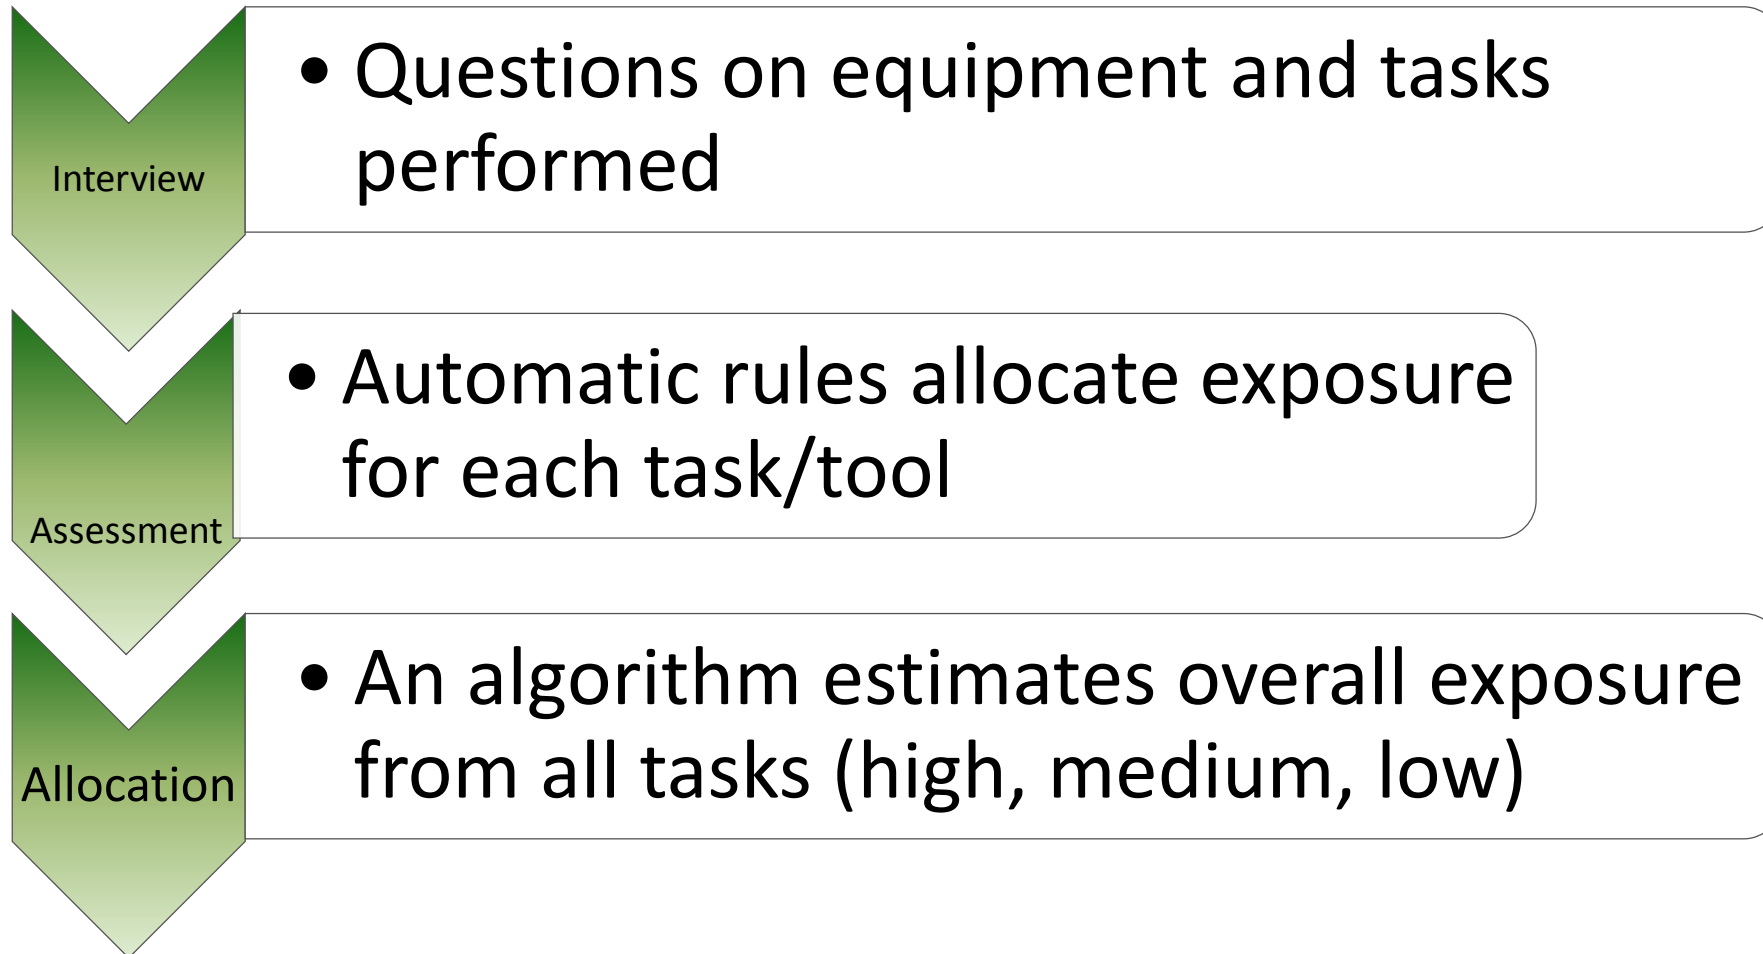 Interview
• Questions on equipment and tasks
performed
Assessment
• Automatic rules allocate exposure
for each task/tool
Allocation
• An algorithm estimates overall exposure
from all tasks (high, medium, low)